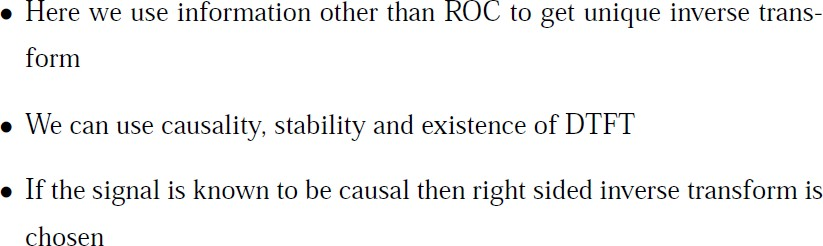 • Here we use information other than ROC to get unique inverse trans-
form
• We can use causality, stability and existence of DTFT
• If the signal is known to be causal then right sided inverse transform is
chosen